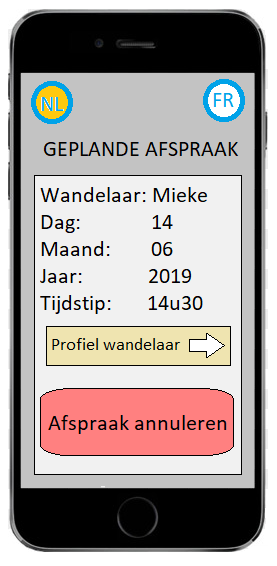 NL FR
GEPLANDE AFSPRAAK
Wandelaar: Mieke
Dag: 14
Maand: 06
Jaar: 2019
Tijdstip: 14u30
Profiel wandelaar
Afspraak annuleren